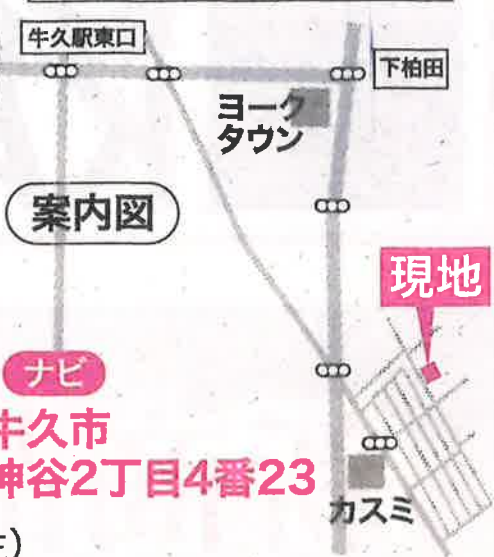 牛久駅東口
下柏田
ヨーク
タウン
案内図
現地
ナビ
牛久市
神谷2丁目4番23
カスミ